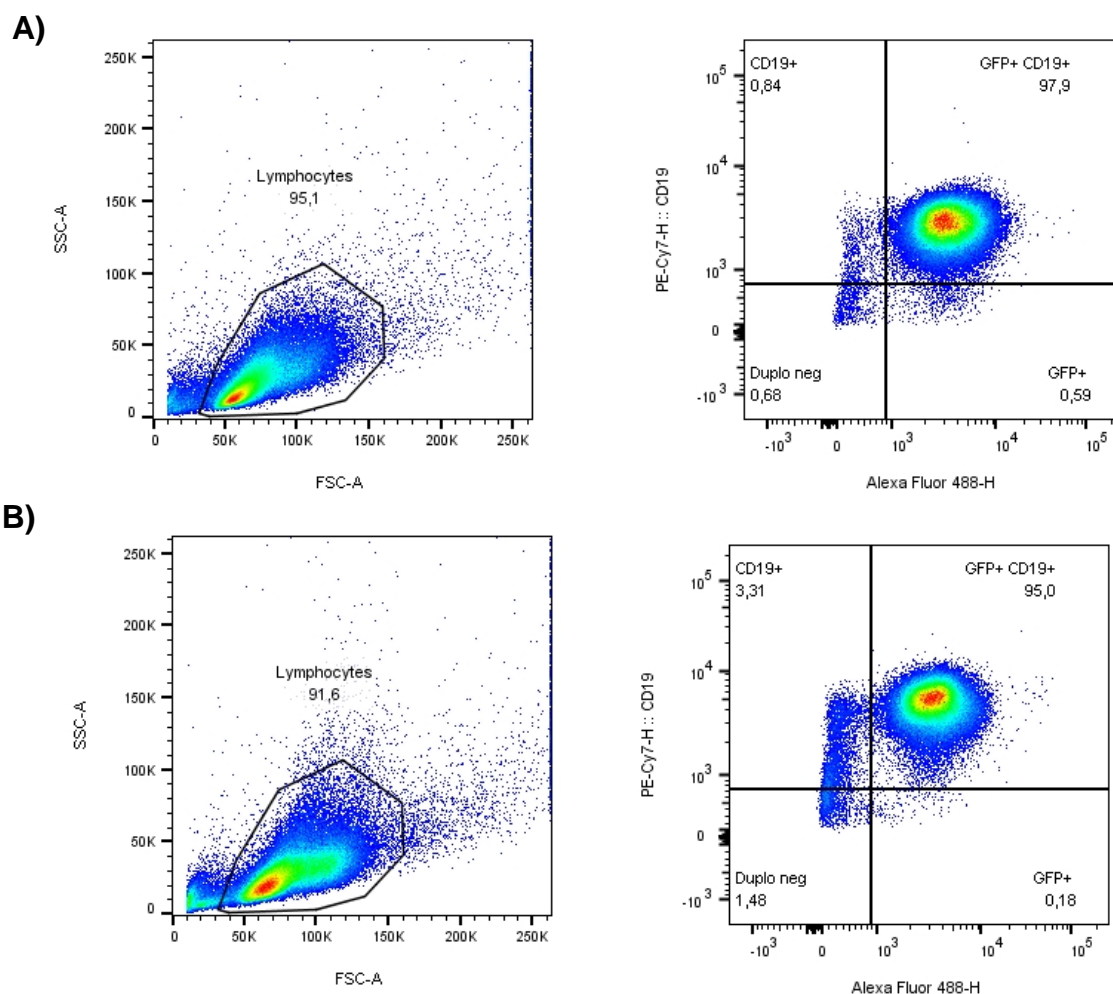 A)
250K
200K
150K
100K
50K
0
SSC-A
Lymphocytes
95,1
0 50K 100K 150K 200K 250K
FSC-A
10^5
10^4
10^3
0
-10^3
PE-Cy7-H :: CD19
CD19+
0,84
GFP+ CD19+
97,9
Duplo neg
0,68
GFP+
0,59
-10^3 0 10^3 10^4 10^5
Alexa Fluor 488-H
B)
250K
200K
150K
100K
50K
0
SSC-A
Lymphocytes
91,6
0 50K 100K 150K 200K 250K
FSC-A
10^5
10^4
10^3
0
-10^3
PE-Cy7-H :: CD19
CD19+
3,31
GFP+ CD19+
95,0
Duplo neg
1,48
GFP+
0,18
-10^3 0 10^3 10^4 10^5
Alexa Fluor 488-H